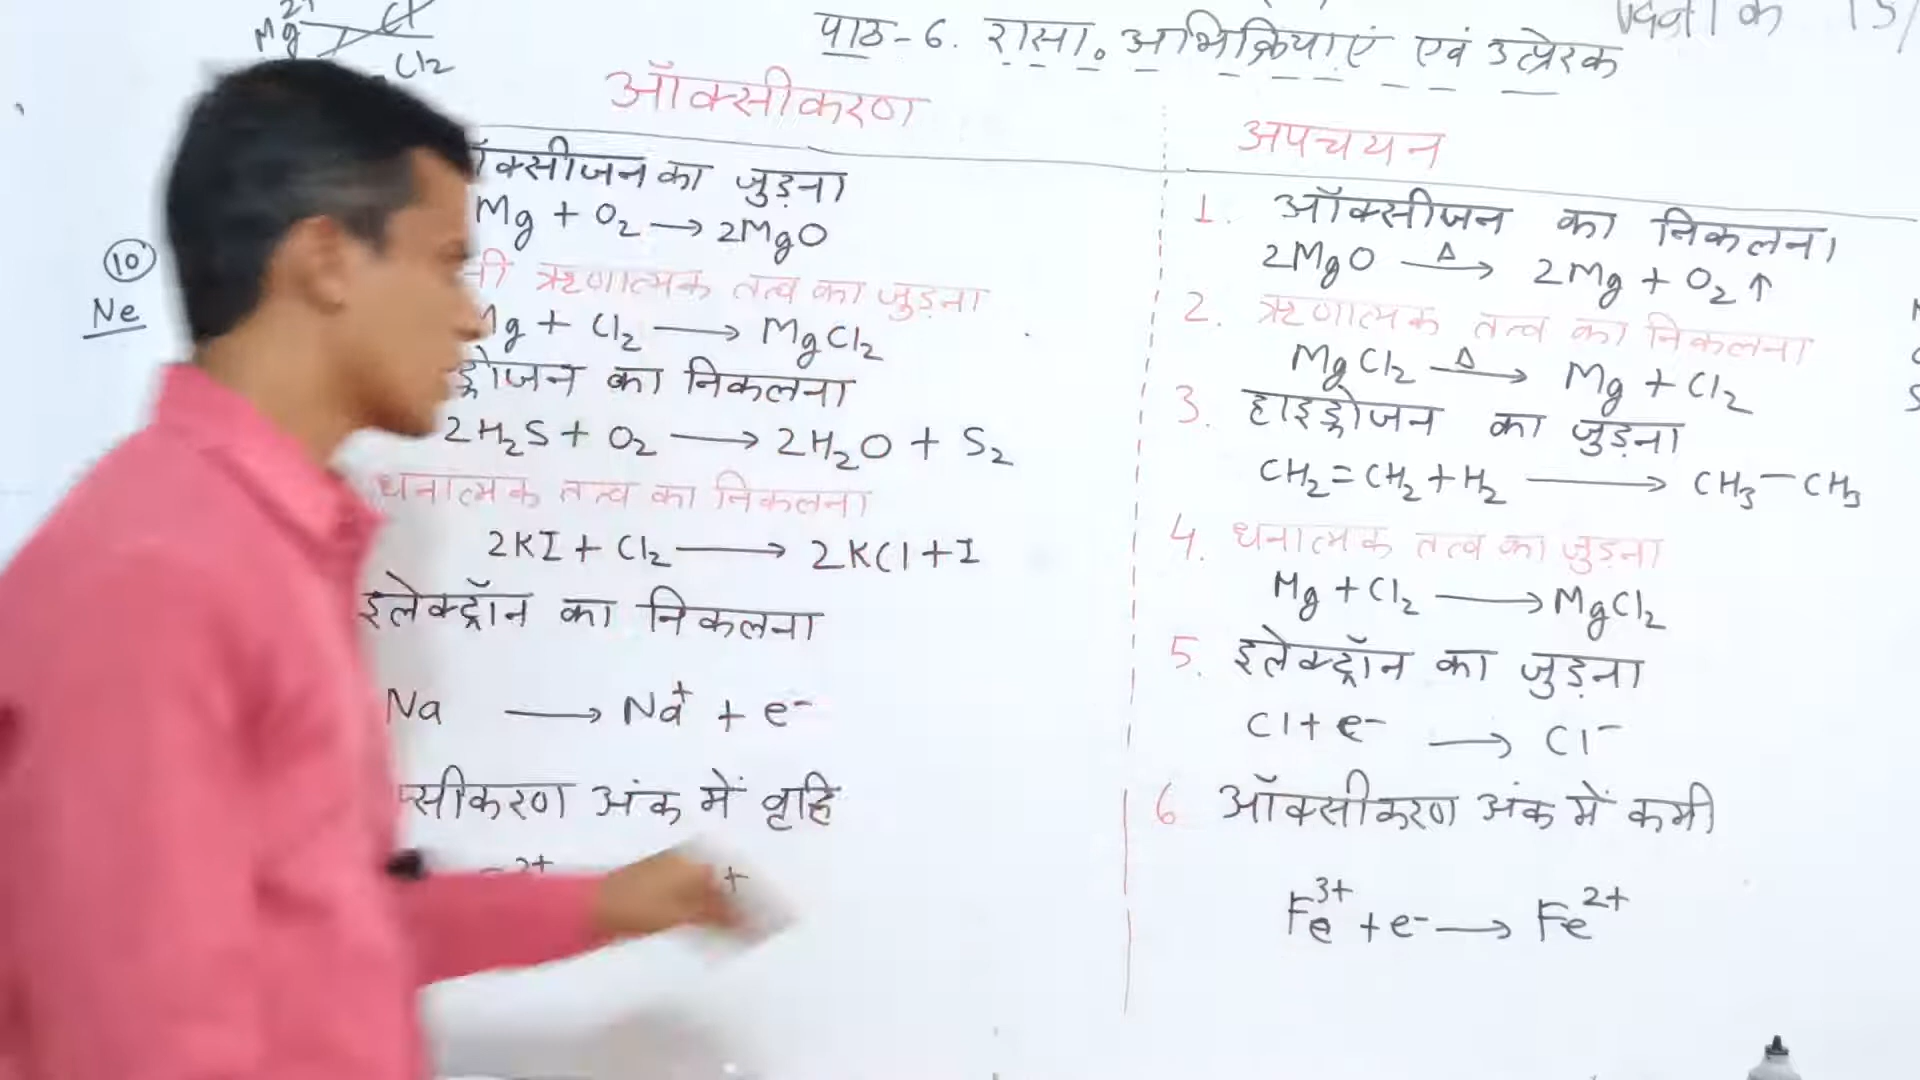 Mg²⁺ Cl
Cl₂
पाठ-6. रासा. अभिक्रियाएं एवं उत्प्रेरक
ऑक्सीकरण
क्सीजन का जुड़ना
Mg + O₂ → 2MgO
ऋणात्मक तत्व का जुड़ना
Mg + Cl₂ → MgCl₂
का निकलना
2H₂S + O₂ → 2H₂O + S₂
धनात्मक तत्व का निकलना
2KI + Cl₂ → 2KCl + I
इलेक्ट्रॉन का निकलना
Na → Na⁺ + e⁻
क्सीकरण अंक में वृद्धि
2+ +
10
Ne
अपचयन
1. ऑक्सीजन का निकलना
2MgO —Δ→ 2Mg + O₂↑
2. ऋणात्मक तत्व का निकलना
MgCl₂ —Δ→ Mg + Cl₂
3. हाइड्रोजन का जुड़ना
CH₂=CH₂ + H₂ → CH₃—CH₃
4. धनात्मक तत्व का जुड़ना
Mg + Cl₂ → MgCl₂
5. इलेक्ट्रॉन का जुड़ना
Cl + e⁻ → Cl⁻
6 ऑक्सीकरण अंक में कमी
Fe³⁺ + e⁻ → Fe²⁺